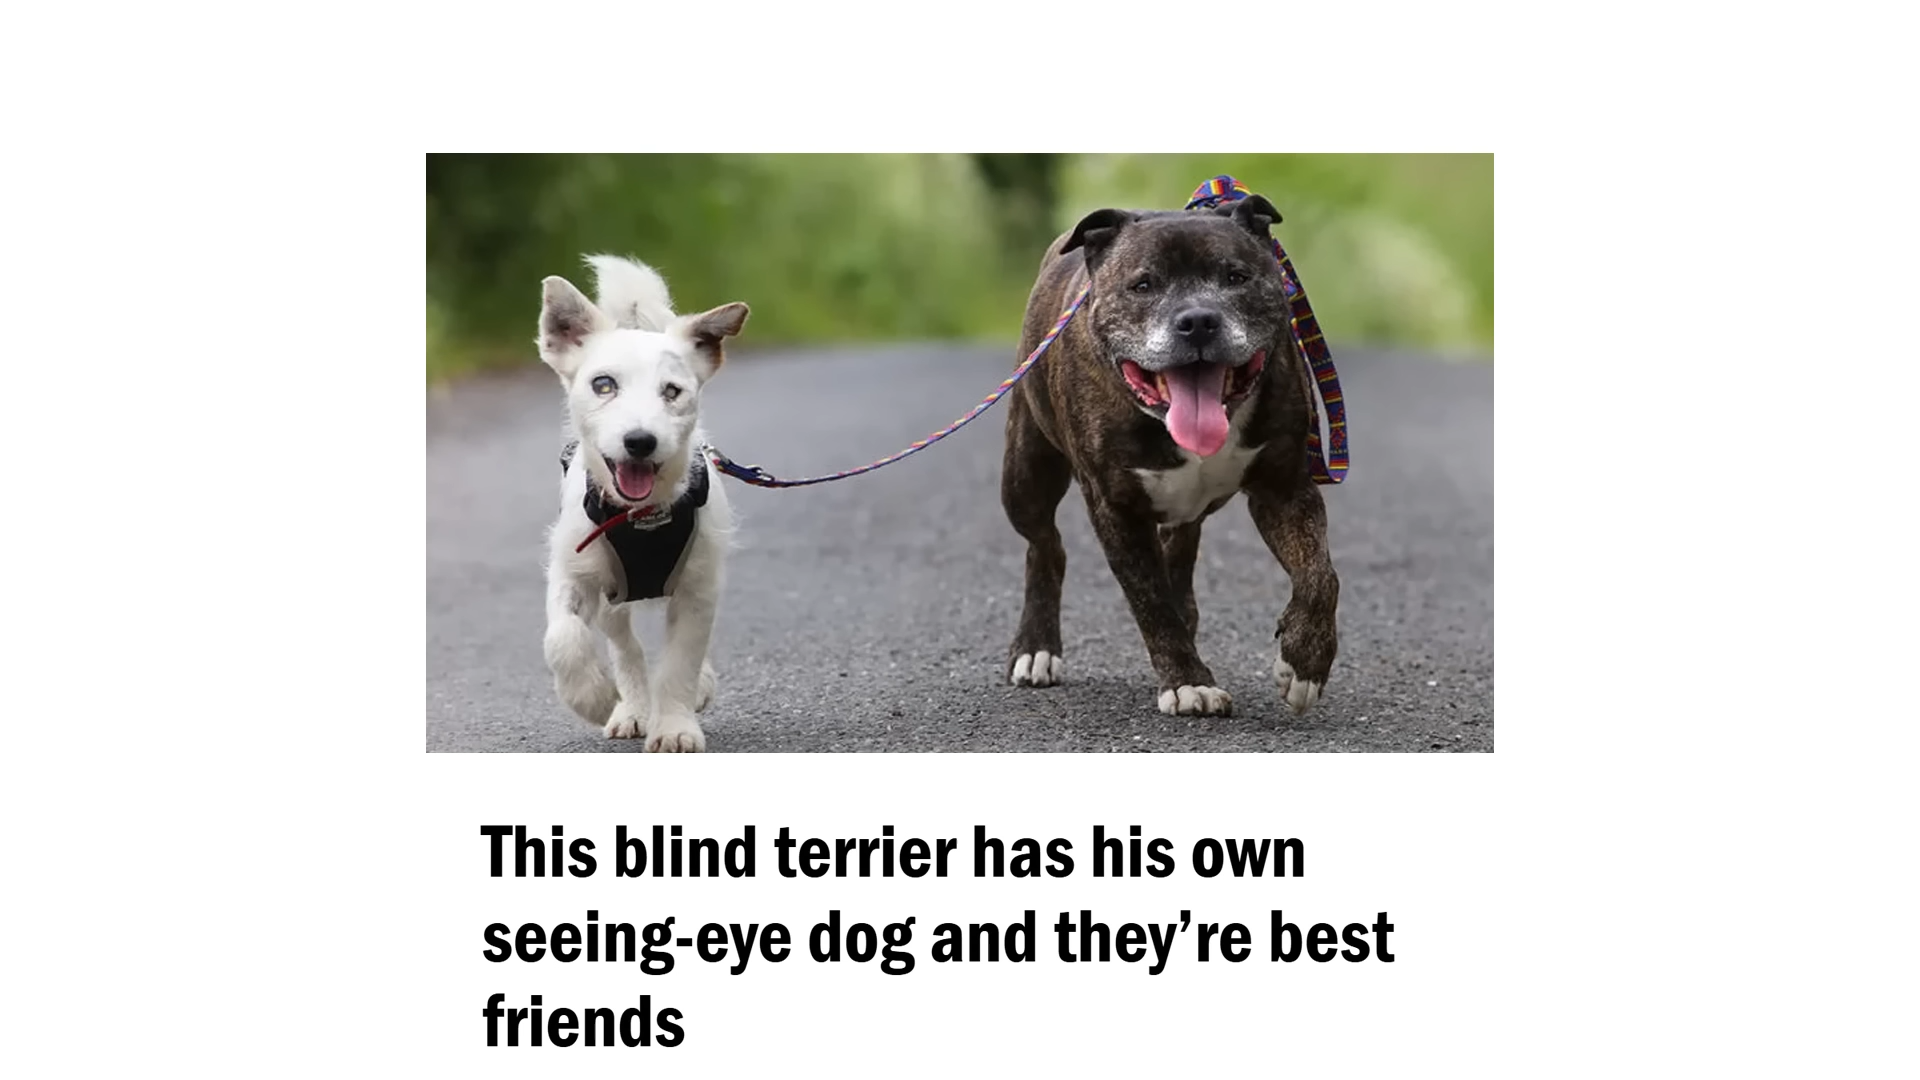 This blind terrier has his own
seeing-eye dog and they’re best
friends